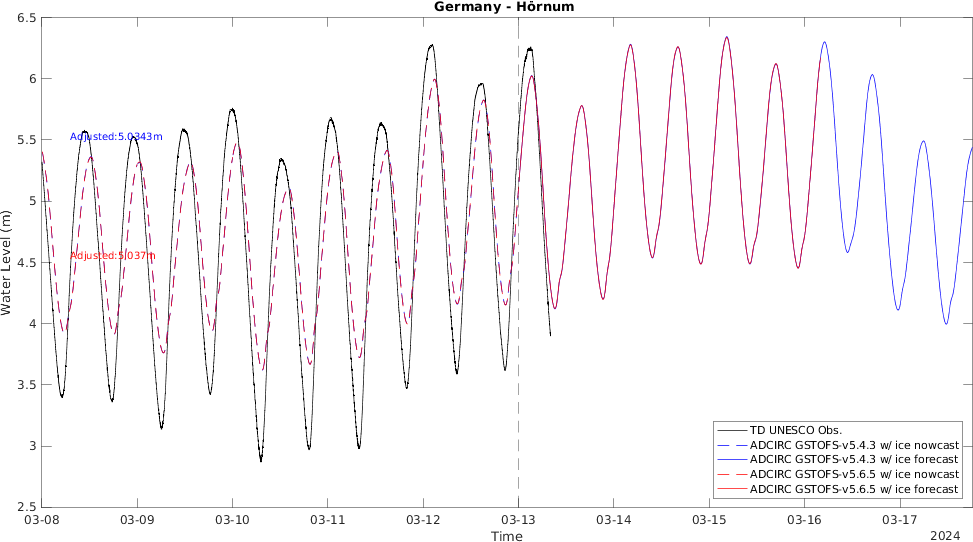 Germany - Hörnum
6.5
6
5.5
5
4.5
4
3.5
3
2.5
Water Level (m)
Adjusted:5.0343m
Adjusted:5.037m
TD UNESCO Obs.
ADCIRC GSTOFS-v5.4.3 w/ ice nowcast
ADCIRC GSTOFS-v5.4.3 w/ ice forecast
ADCIRC GSTOFS-v5.6.5 w/ ice nowcast
ADCIRC GSTOFS-v5.6.5 w/ ice forecast
03-08 03-09 03-10 03-11 03-12 03-13 03-14 03-15 03-16 03-17
Time
2024